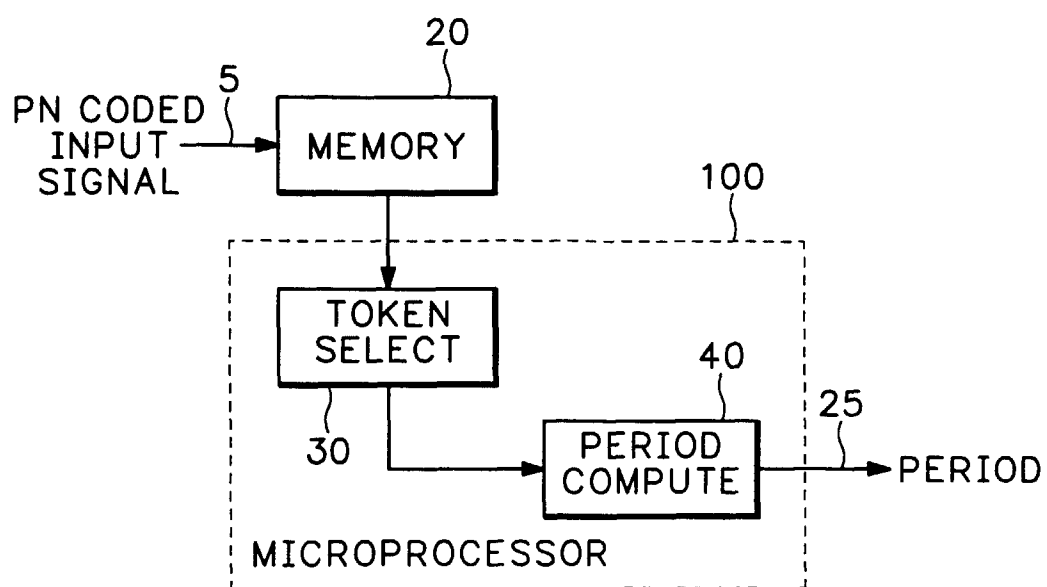 20
5
PN CODED
INPUT
SIGNAL
MEMORY
100
TOKEN
SELECT
30
40
PERIOD
COMPUTE
25
PERIOD
MICROPROCESSOR